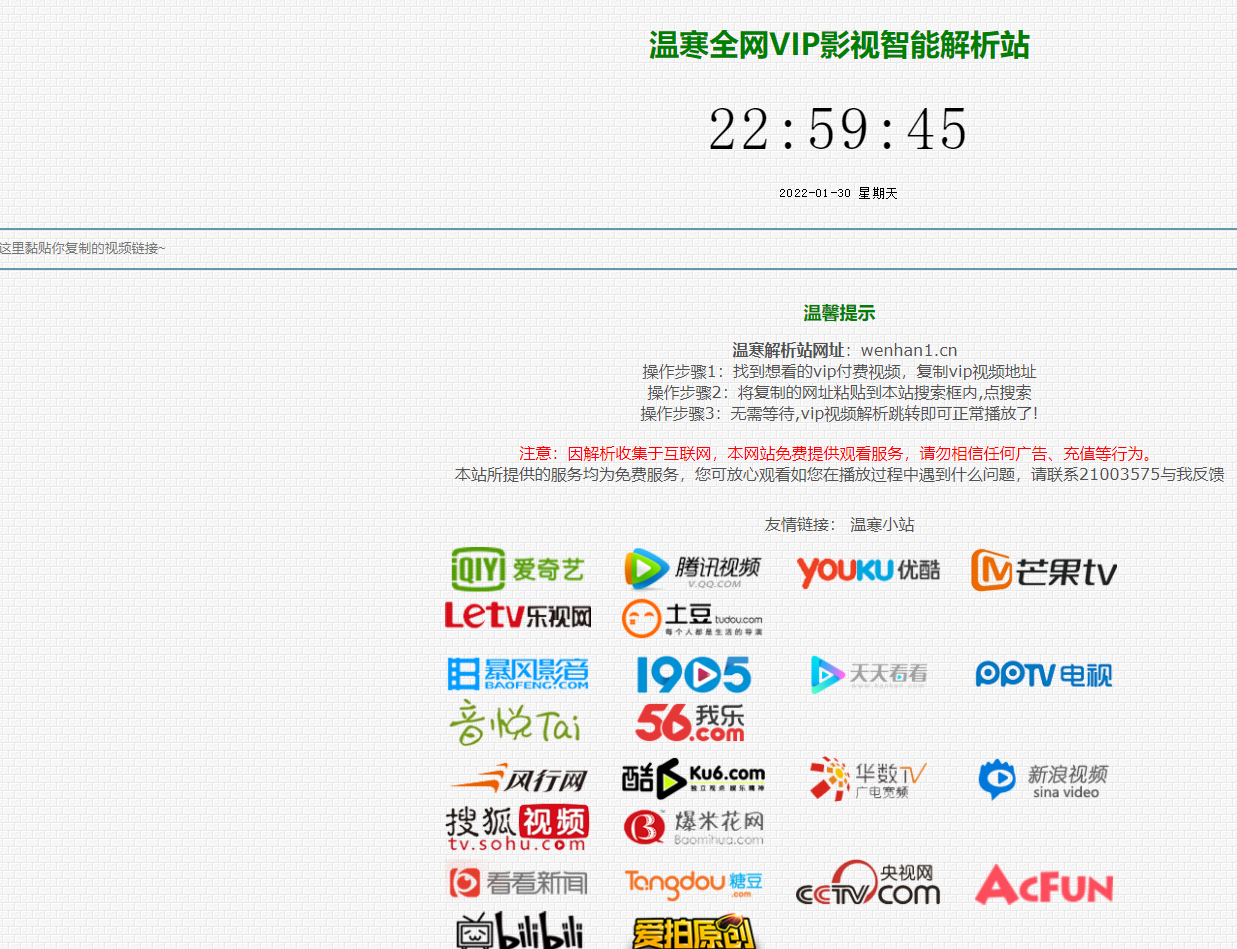 温寒全网VIP影视智能解析站
22:59:45
2022-01-30 星期天
这里黏贴你复制的视频链接~
温馨提示
温寒解析站网址：wenhan1.cn
操作步骤1：找到想看的vip付费视频，复制vip视频地址
操作步骤2：将复制的网址粘贴到本站搜索框内,点搜索
操作步骤3：无需等待,vip视频解析跳转即可正常播放了!
注意：因解析收集于互联网，本网站免费提供观看服务，请勿相信任何广告、充值等行为。
本站所提供的服务均为免费服务，您可放心观看如您在播放过程中遇到什么问题，请联系21003575与我反馈
友情链接： 温寒小站
iQIYI 爱奇艺
腾讯视频
V.QQ.COM
YOUKU 优酷
芒果tv
Letv乐视网
土豆 tudou.com
每个人都是生活的导演
暴风影音
BAOFENG.COM
1905
天天看看
www.kankan.com
PPTV 电视
音悦Tai
56.com 我乐
风行网
酷6 Ku6.com
独立观点 娱乐精神
华数TV
广电宽频
新浪视频
sina video
搜狐视频
tv.sohu.com
爆米花网
Baomihua.com
看看新闻
Tangdou 糖豆
.com
央视网
CCTV.com
AcFUN
bilibili
爱拍原创